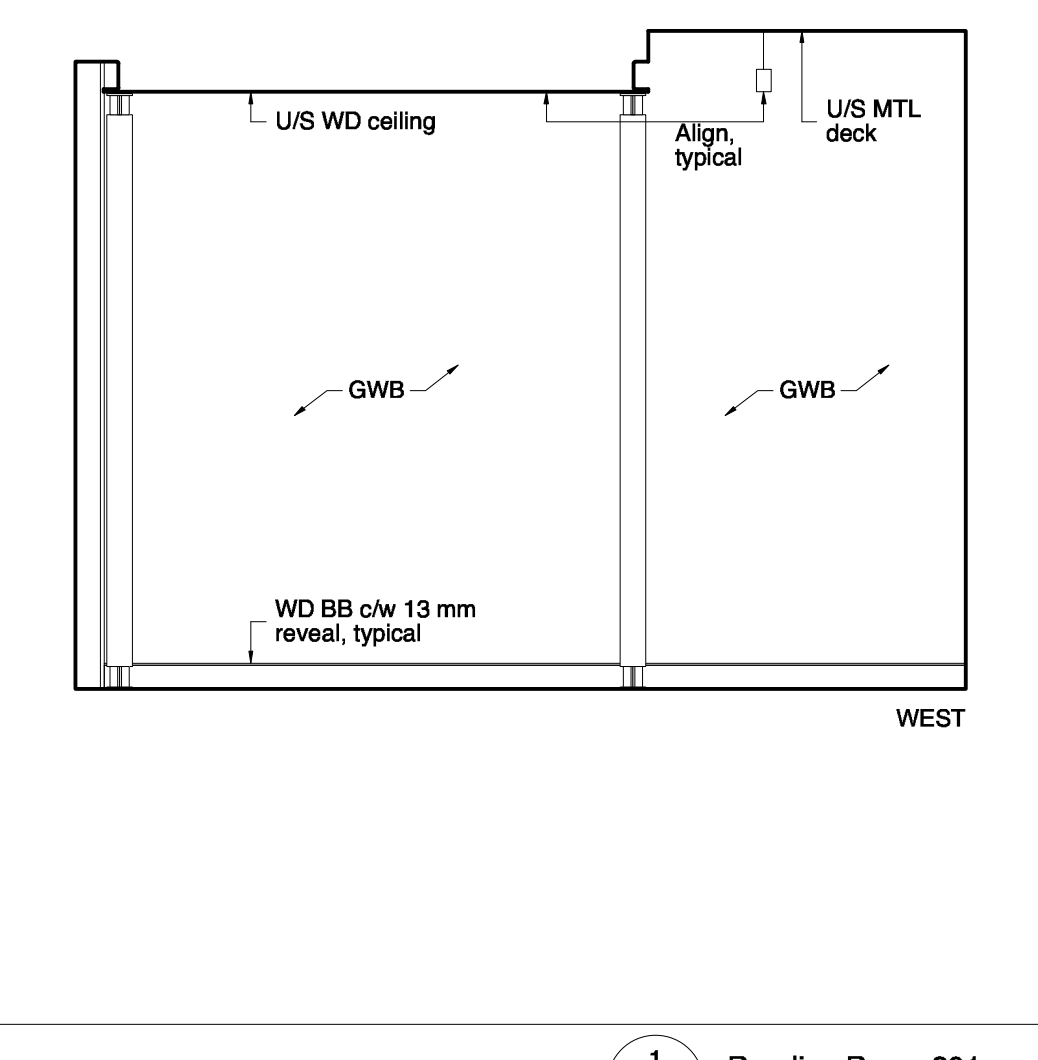 U/S WD ceiling
Align,
typical
U/S MTL
deck
GWB
GWB
WD BB c/w 13 mm
reveal, typical
WEST
1